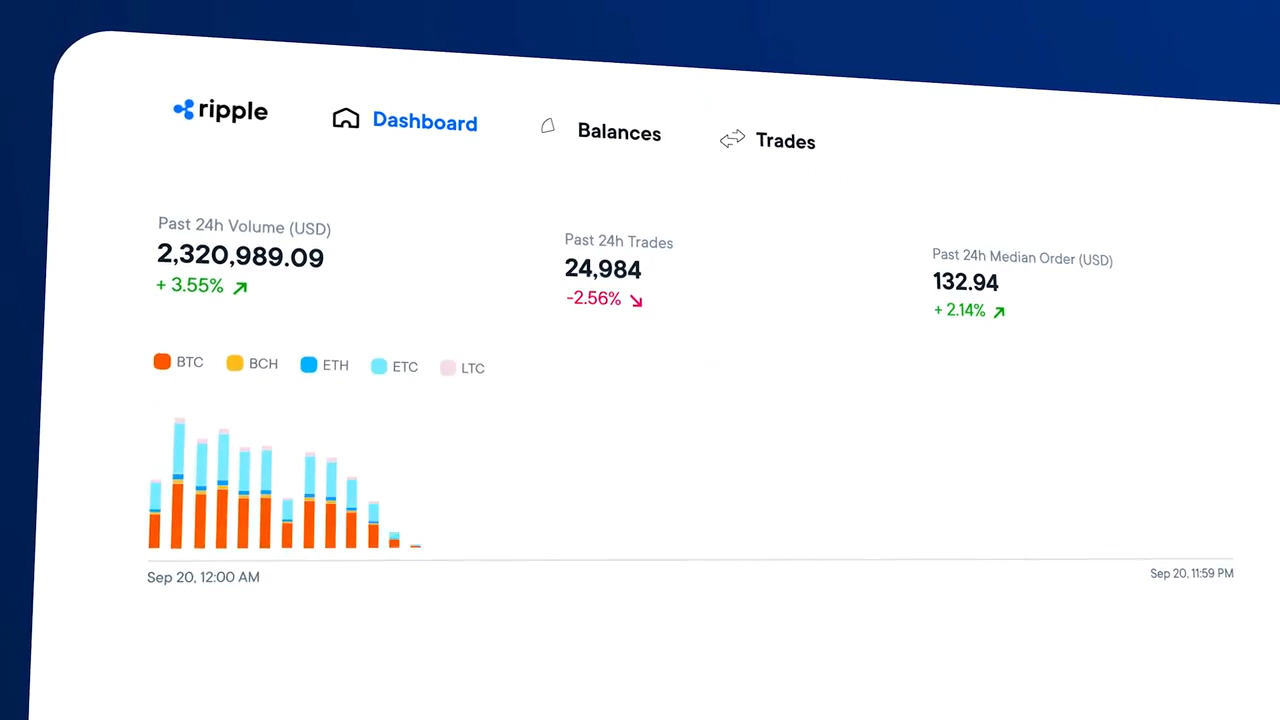 ripple
Dashboard
Balances
Trades
Past 24h Volume (USD)
2,320,989.09
+ 3.55%
Past 24h Trades
24,984
-2.56%
Past 24h Median Order (USD)
132.94
+ 2.14%
BTC
BCH
ETH
ETC
LTC
Sep 20, 12:00 AM
Sep 20, 11:59 PM